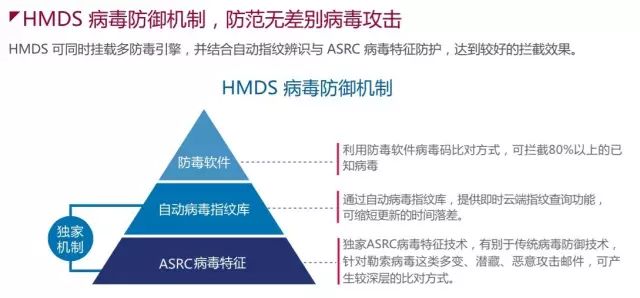 HMDS 病毒防御机制，防范无差别病毒攻击
HMDS 可同时挂载多防毒引擎，并结合自动指纹辨识与 ASRC 病毒特征防护，达到较好的拦截效果。
HMDS 病毒防御机制
防毒软件
利用防毒软件病毒码比对方式，可拦截80%以上的已
知病毒
自动病毒指纹库
通过自动病毒指纹库，提供即时云端指纹查询功能，
可缩短更新的时间落差。
独家
机制
ASRC病毒特征
独家ASRC病毒特征技术，有别于传统病毒防御技术，
针对勒索病毒这类多变、潜藏、恶意攻击邮件，可产
生较深层的比对方式。